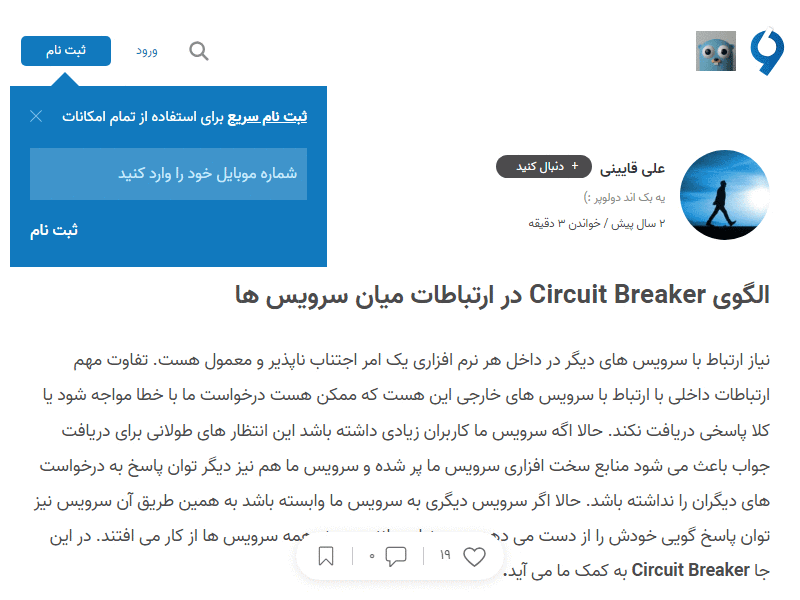 ورود
ثبت نام
ثبت نام سریع برای استفاده از تمام امکانات
شماره موبایل خود را وارد کنید
ثبت نام
علی قایینی
+ دنبال کنید
یه بک اند دولوپر :)
۲ سال پیش / خواندن ۳ دقیقه
الگوی Circuit Breaker در ارتباطات میان سرویس ها
نیاز ارتباط با سرویس های دیگر در داخل هر نرم افزاری یک امر اجتناب ناپذیر و معمول هست. تفاوت مهم
ارتباطات داخلی با ارتباط با سرویس های خارجی این هست که ممکن هست درخواست ما با خطا مواجه شود یا
کلا پاسخی دریافت نکند. حالا اگه سرویس ما کاربران زیادی داشته باشد این انتظار های طولانی برای دریافت
جواب باعث می شود منابع سخت افزاری سرویس ما پر شده و سرویس ما هم نیز دیگر توان پاسخ به درخواست
های دیگران را نداشته باشد. حالا اگر سرویس دیگری به سرویس ما وابسته باشد به همین طریق آن سرویس نیز
توان پاسخ گویی خودش را از دست می همه سرویس ها از کار می افتند. در این
جا Circuit Breaker به کمک ما می آید.
۱۹
۰